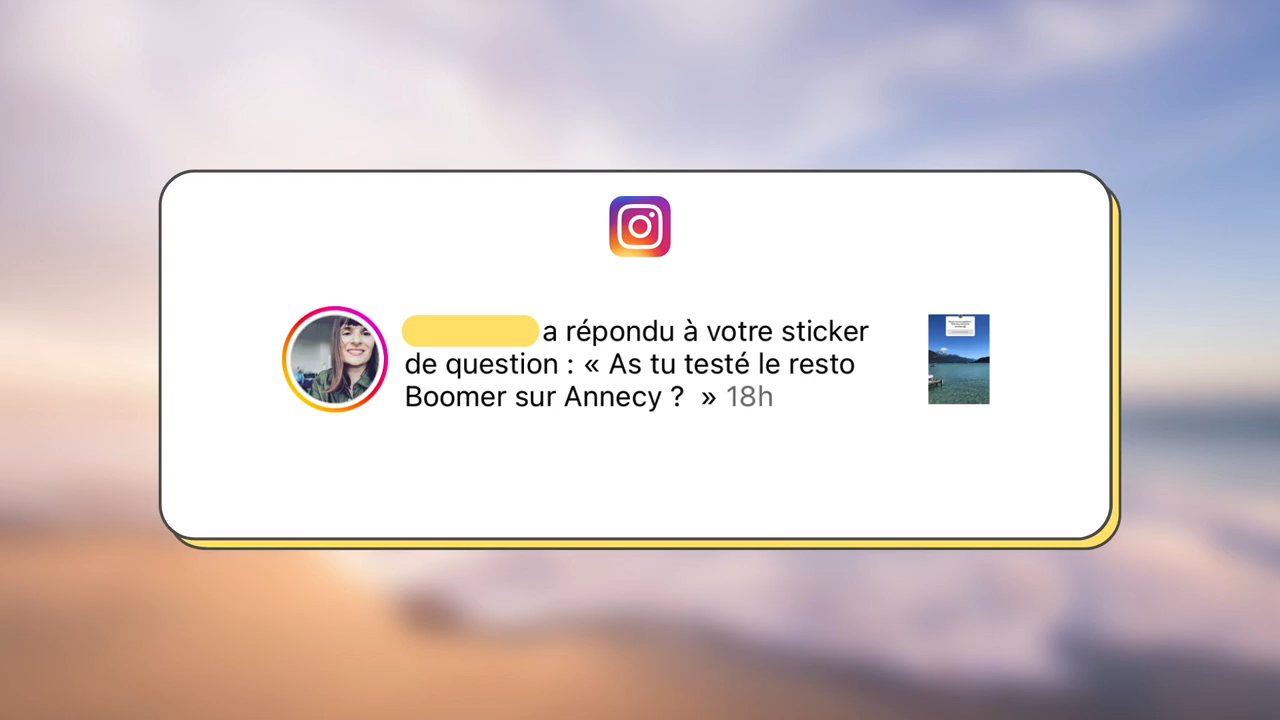 a répondu à votre sticker
de question : « As tu testé le resto
Boomer sur Annecy ?  » 18h